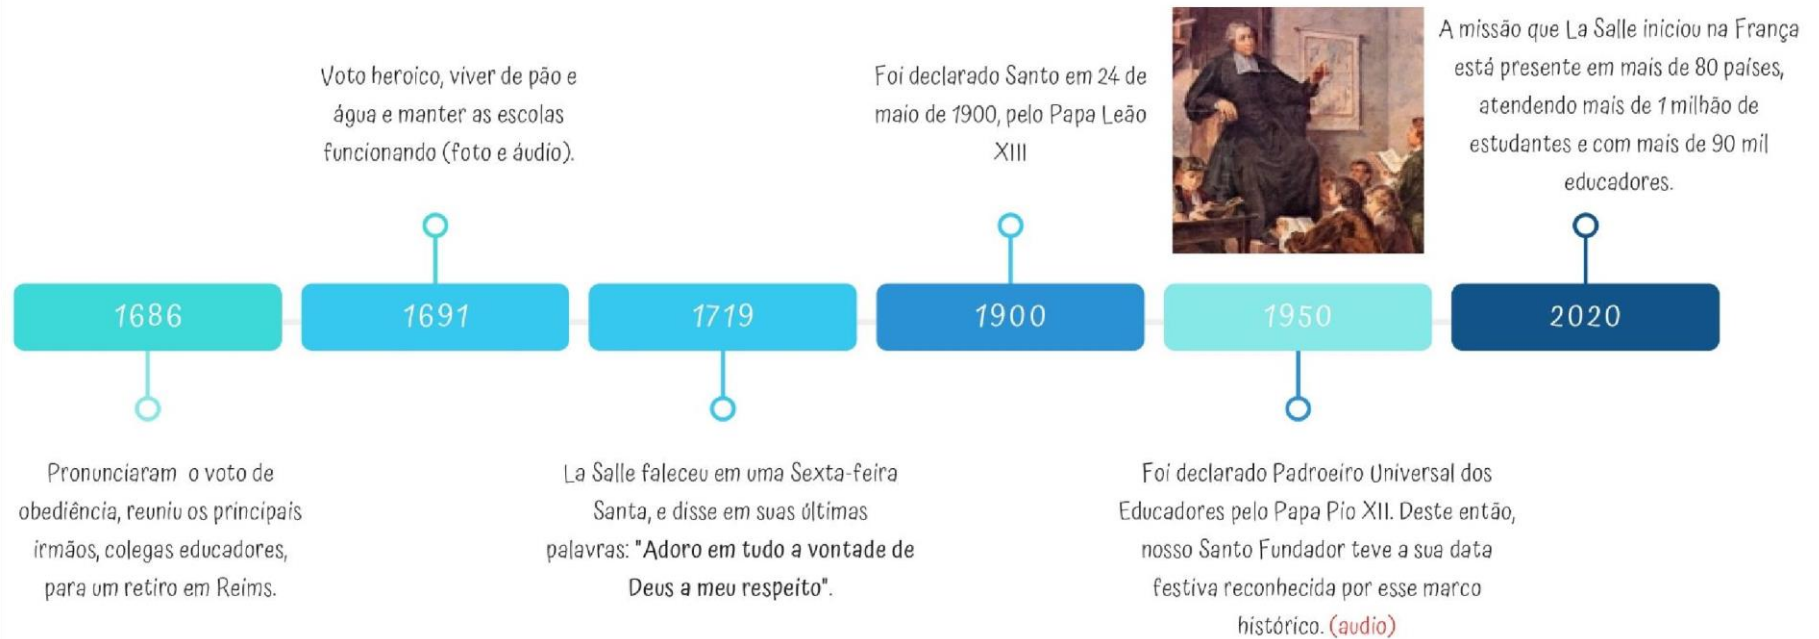 Voto heroico, viver de pão e
água e manter as escolas
funcionando (foto e áudio).
Foi declarado Santo em 24 de
maio de 1900, pelo Papa Leão
XIII
A missão que La Salle iniciou na França
está presente em mais de 80 países,
atendendo mais de 1 milhão de
estudantes e com mais de 90 mil
educadores.
1686
1691
1719
1900
1950
2020
Pronunciaram o voto de
obediência, reuniu os principais
irmãos, colegas educadores,
para um retiro em Reims.
La Salle faleceu em uma Sexta-feira
Santa, e disse em suas últimas
palavras: "Adoro em tudo a vontade de
Deus a meu respeito".
Foi declarado Padroeiro Universal dos
Educadores pelo Papa Pio XII. Deste então,
nosso Santo Fundador teve a sua data
festiva reconhecida por esse marco
histórico. (audio)